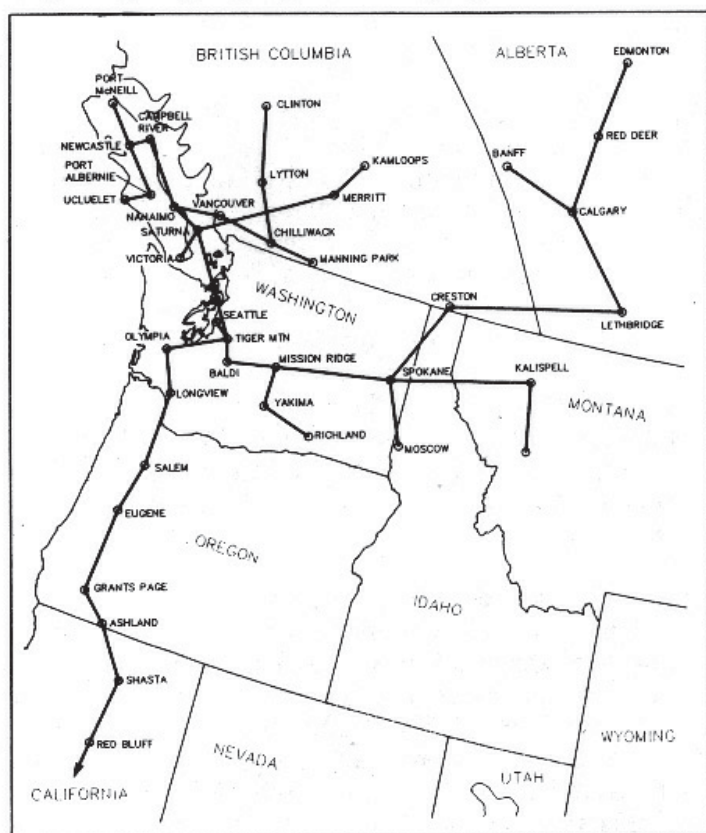 BRITISH COLUMBIA
ALBERTA
EDMONTON
PORT
McNEILL
CAMPBELL
RIVER
CLINTON
RED DEER
NEWCASTLE
BANFF
KAMLOOPS
PORT
ALBERNIE
LYTTON
UCLUELET
VANCOUVER
MERRITT
NANAIMO
CALGARY
SATURNA
CHILLIWACK
VICTORIA
MANNING PARK
WASHINGTON
CRESTON
SEATTLE
LETHBRIDGE
OLYMPIA
TIGER MTN
MISSION RIDGE
BALDI
SPOKANE
KALISPELL
LONGVIEW
YAKIMA
MONTANA
RICHLAND
MOSCOW
SALEM
EUGENE
OREGON
GRANTS PAGE
IDAHO
ASHLAND
SHASTA
RED BLUFF
WYOMING
NEVADA
UTAH
CALIFORNIA